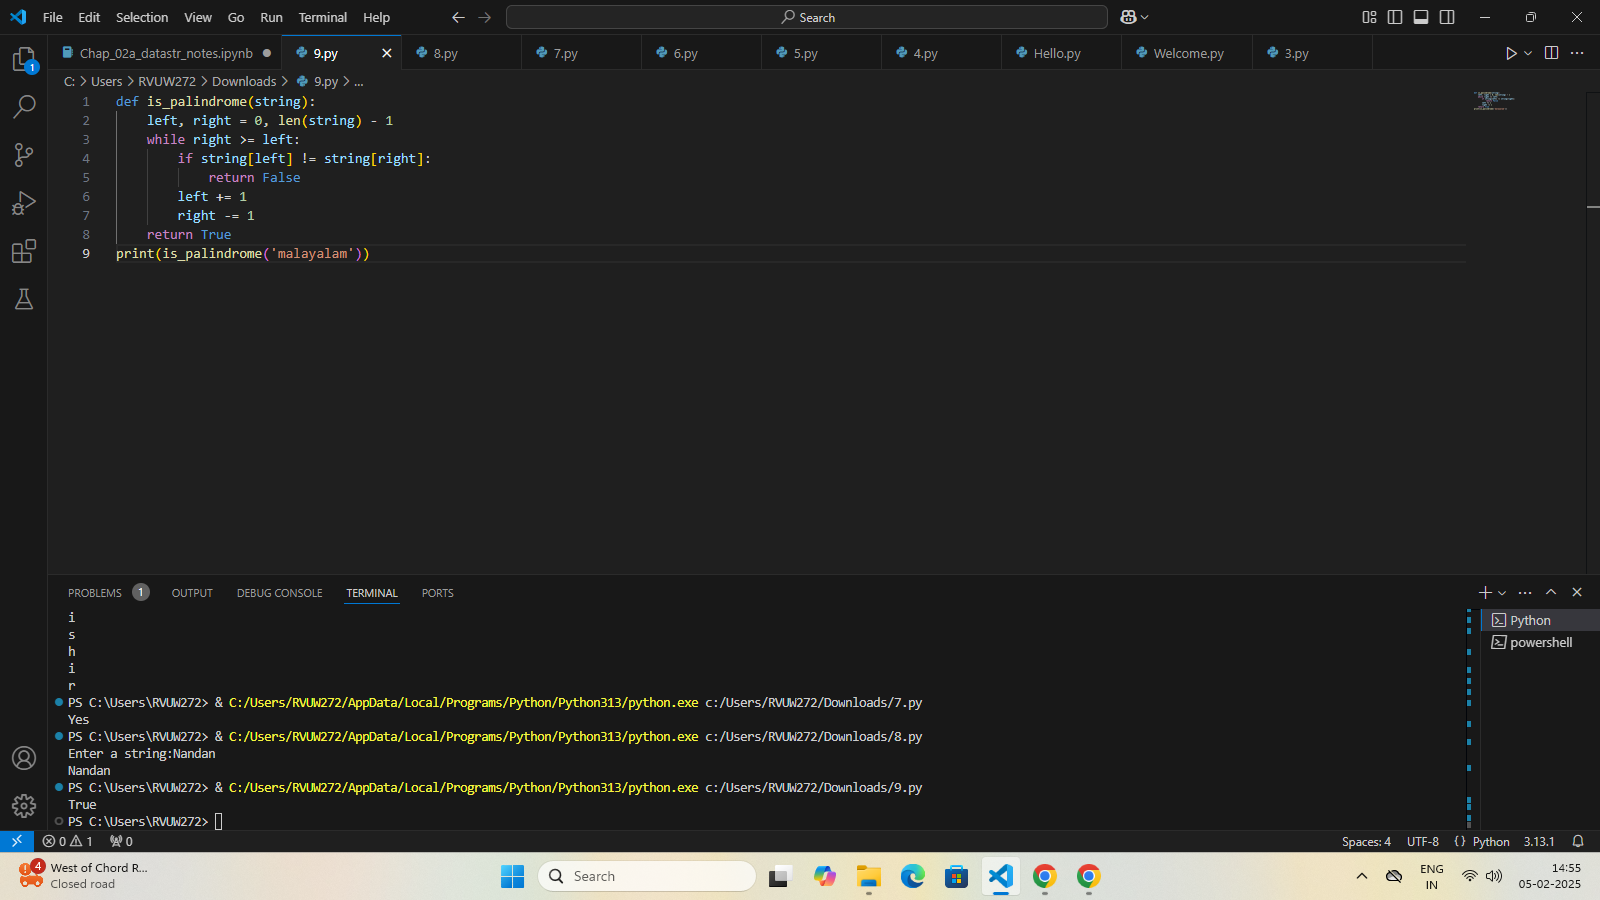 File Edit Selection View Go Run Terminal Help Search
Chap_02a_datastr_notes.ipynb 9.py 8.py 7.py 6.py 5.py 4.py Hello.py Welcome.py 3.py
C: > Users > RVUW272 > Downloads > 9.py > ...
1 def is_palindrome(string):
2 left, right = 0, len(string) - 1
3 while right >= left:
4 if string[left] != string[right]:
5 return False
6 left += 1
7 right -= 1
8 return True
9 print(is_palindrome('malayalam'))
1
PROBLEMS 1 OUTPUT DEBUG CONSOLE TERMINAL PORTS
i
s
h
i
r
PS C:\Users\RVUW272> & C:/Users/RVUW272/AppData/Local/Programs/Python/Python313/python.exe c:/Users/RVUW272/Downloads/7.py
Yes
PS C:\Users\RVUW272> & C:/Users/RVUW272/AppData/Local/Programs/Python/Python313/python.exe c:/Users/RVUW272/Downloads/8.py
Enter a string:Nandan
Nandan
PS C:\Users\RVUW272> & C:/Users/RVUW272/AppData/Local/Programs/Python/Python313/python.exe c:/Users/RVUW272/Downloads/9.py
True
PS C:\Users\RVUW272>
Python
powershell
0 1 0 Spaces: 4 UTF-8 { } Python 3.13.1
4 West of Chord R...
Closed road
Search
ENG
IN
14:55
05-02-2025